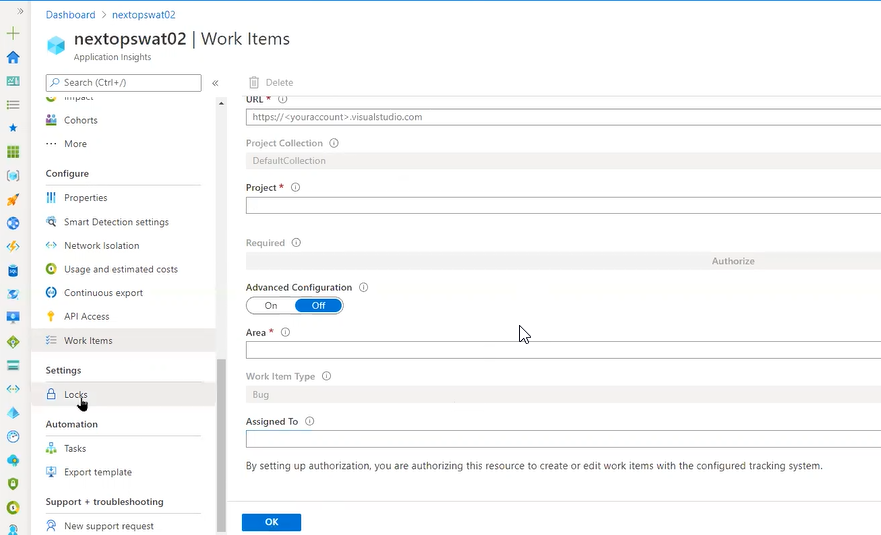 Dashboard > nextopswat02
nextopswat02 | Work Items
Application Insights
Search (Ctrl+/)
Impact
Cohorts
More
Configure
Properties
Smart Detection settings
Network Isolation
Usage and estimated costs
Continuous export
API Access
Work Items
Settings
Locks
Automation
Tasks
Export template
Support + troubleshooting
New support request
Delete
URL *
https://<youraccount>.visualstudio.com
Project Collection
DefaultCollection
Project *
Required
Authorize
Advanced Configuration
On Off
Area *
Work Item Type
Bug
Assigned To
By setting up authorization, you are authorizing this resource to create or edit work items with the configured tracking system.
OK